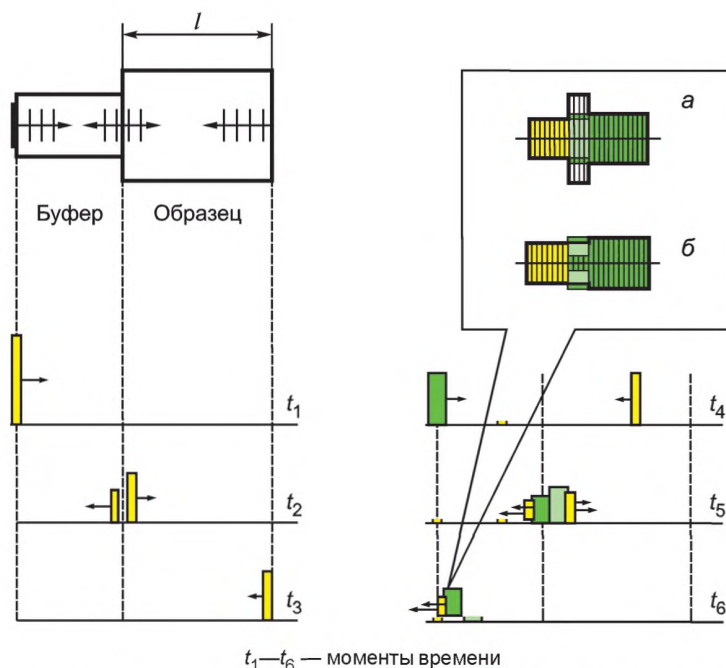 l
Буфер
Образец
а
б
t1
t2
t3
t4
t5
t6
t1—t6 — моменты времени